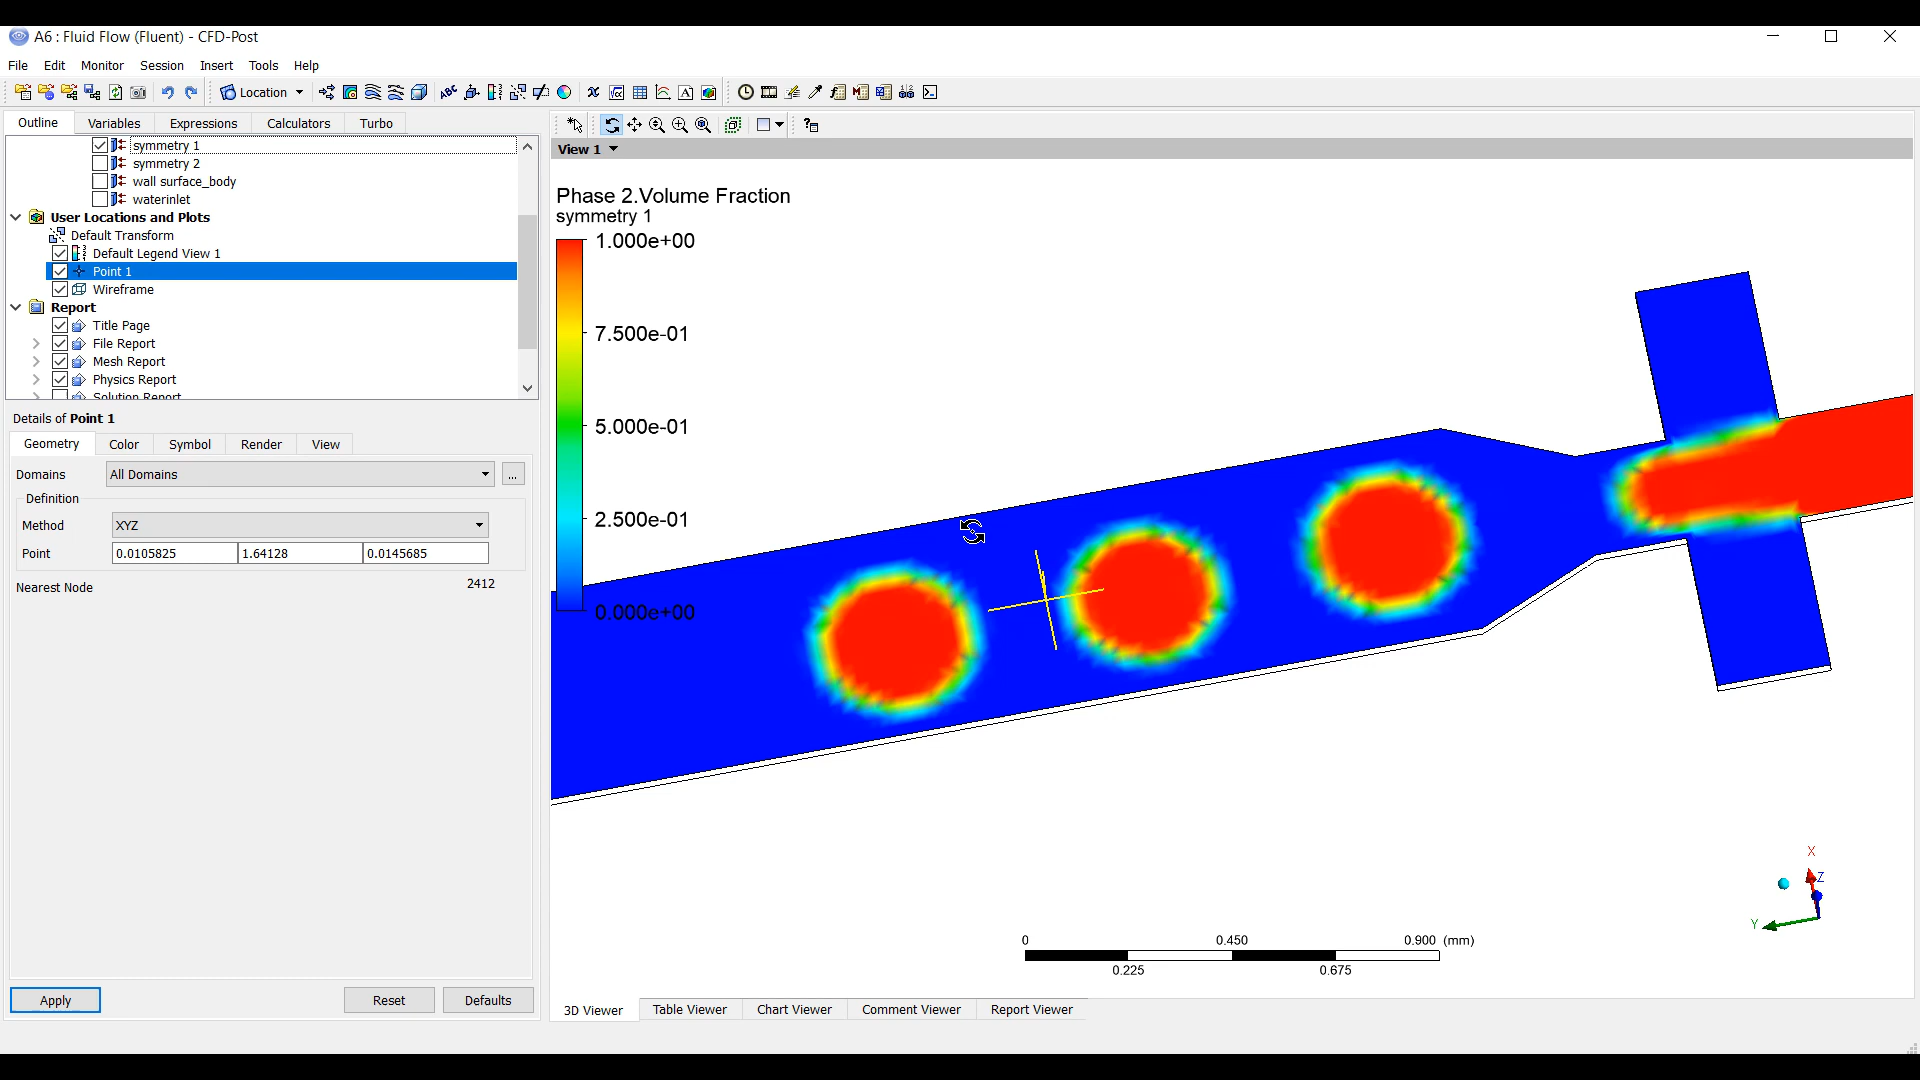 A6 : Fluid Flow (Fluent) - CFD-Post
File Edit Monitor Session Insert Tools Help
Location
Outline Variables Expressions Calculators Turbo
symmetry 1
symmetry 2
wall surface_body
waterinlet
User Locations and Plots
Default Transform
Default Legend View 1
Point 1
Wireframe
Report
Title Page
File Report
Mesh Report
Physics Report
Solution Report
Details of Point 1
Geometry Color Symbol Render View
Domains All Domains ...
Definition
Method XYZ
Point 0.0105825 1.64128 0.0145685
Nearest Node 2412
Apply Reset Defaults
View 1
Phase 2.Volume Fraction
symmetry 1
1.000e+00
7.500e-01
5.000e-01
2.500e-01
0.000e+00
X
Z
Y
0 0.450 0.900 (mm)
0.225 0.675
3D Viewer Table Viewer Chart Viewer Comment Viewer Report Viewer